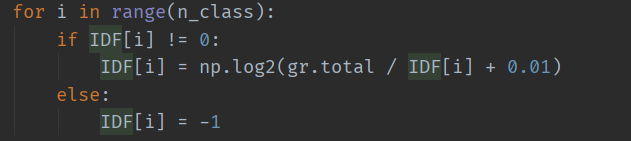 for i in range(n_class):
    if IDF[i] != 0:
        IDF[i] = np.log2(gr.total / IDF[i] + 0.01)
    else:
        IDF[i] = -1